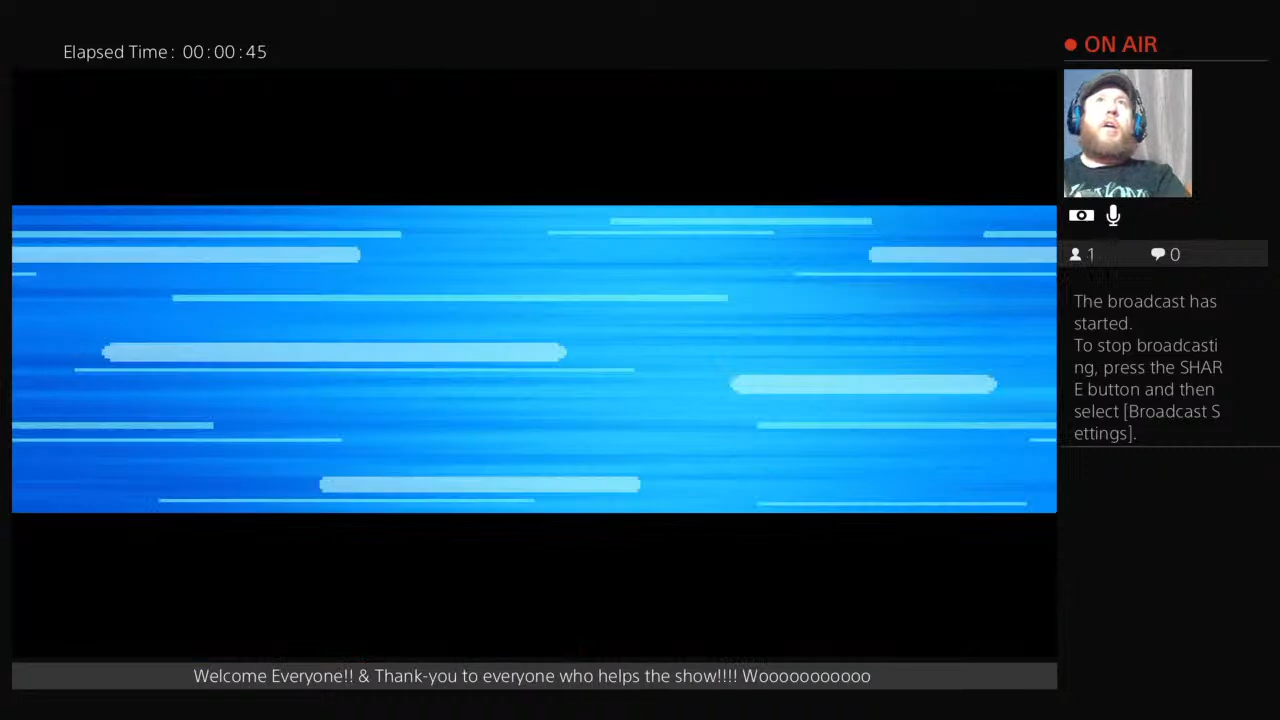 Elapsed Time: 00:00:45
ON AIR
1
0
The broadcast has
started.
To stop broadcasti
ng, press the SHAR
E button and then
select [Broadcast S
ettings].
Welcome Everyone!! & Thank-you to everyone who helps the show!!!! Wooooooooooo